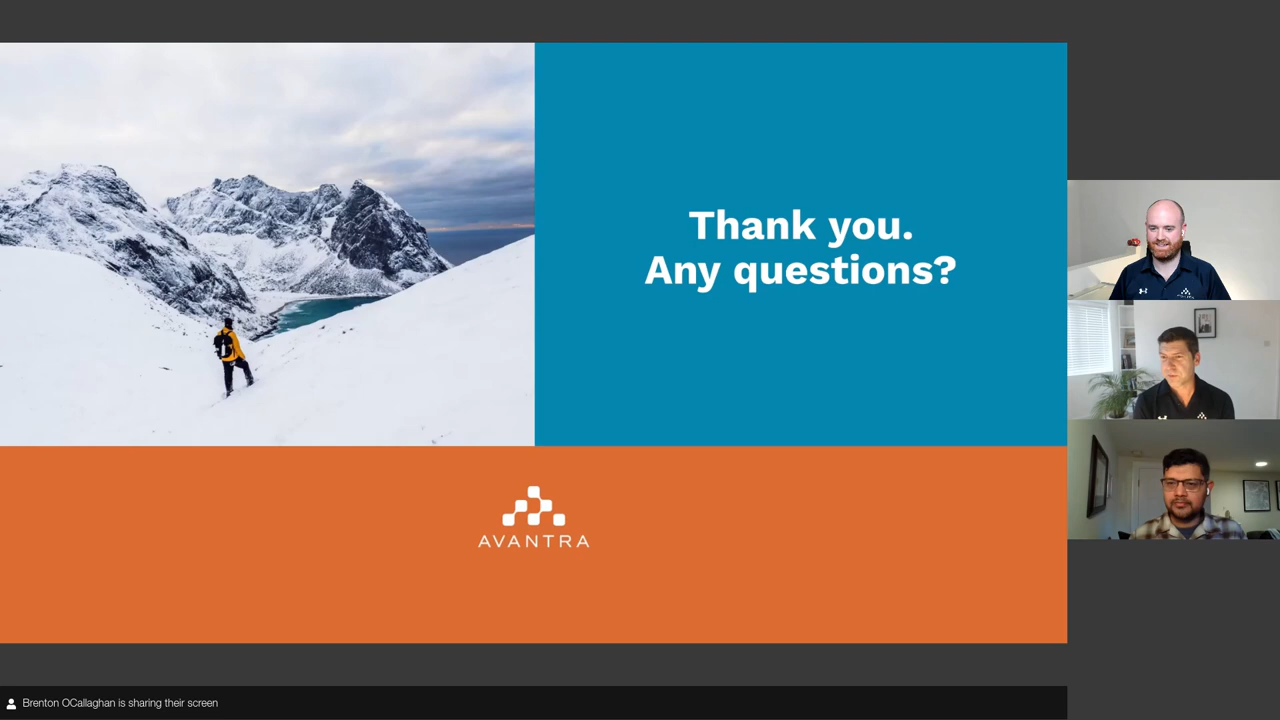 Thank you.
Any questions?
AVANTRA
Brenton OCallaghan is sharing their screen